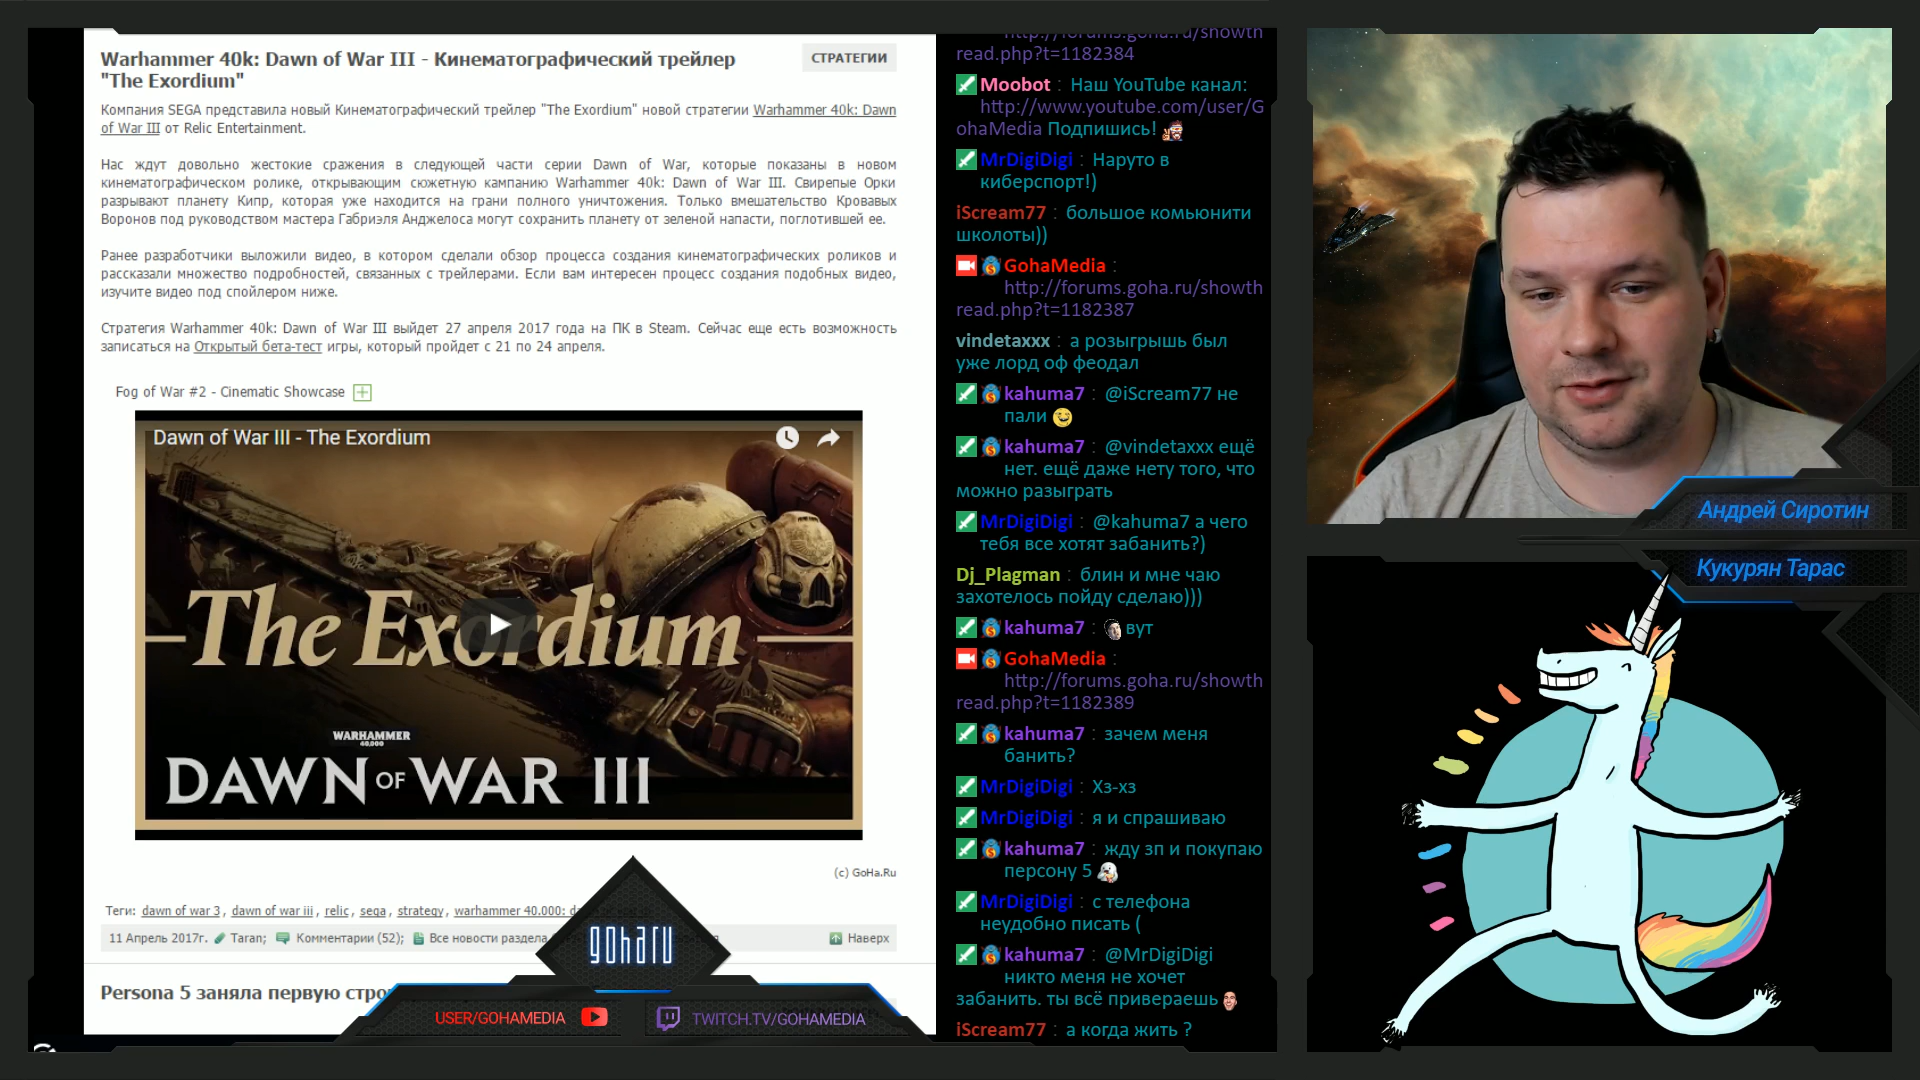 Warhammer 40k: Dawn of War III - Кинематографический трейлер
"The Exordium"
СТРАТЕГИИ
Компания SEGA представила новый Кинематографический трейлер "The Exordium" новой стратегии Warhammer 40k: Dawn
of War III от Relic Entertainment.
Нас ждут довольно жестокие сражения в следующей части серии Dawn of War, которые показаны в новом
кинематографическом ролике, открывающим сюжетную кампанию Warhammer 40k: Dawn of War III. Свирепые Орки
разрывают планету Кипр, которая уже находится на грани полного уничтожения. Только вмешательство Кровавых
Воронов под руководством мастера Габриэля Анджелоса могут сохранить планету от зеленой напасти, поглотившей ее.
Ранее разработчики выложили видео, в котором сделали обзор процесса создания кинематографических роликов и
рассказали множество подробностей, связанных с трейлерами. Если вам интересен процесс создания подобных видео,
изучите видео под спойлером ниже.
Стратегия Warhammer 40k: Dawn of War III выйдет 27 апреля 2017 года на ПК в Steam. Сейчас еще есть возможность
записаться на Открытый бета-тест игры, который пройдет с 21 по 24 апреля.
Fog of War #2 - Cinematic Showcase
Dawn of War III - The Exordium
The Exordium
WARHAMMER
40,000
DAWN OF WAR III
(c) GoHa.Ru
Теги: dawn of war 3, dawn of war iii, relic, sega, strategy, warhammer 40.000:
11 Апрель 2017г. Taran; Комментарии (52); Все новости раздела
Наверх
Persona 5 заняла первую
goharu
USER/GOHAMEDIA
TWITCH.TV/GOHAMEDIA
http://forums.goha.ru/showth
read.php?t=1182384
Moobot : Наш YouTube канал:
http://www.youtube.com/user/G
ohaMedia Подпишись!
MrDigiDigi : Наруто в
киберспорт!)
iScream77 : большое комьюнити
школоты))
GohaMedia :
http://forums.goha.ru/showth
read.php?t=1182387
vindetaxxx : а розыгрышь был
уже лорд оф феодал
kahuma7 : @iScream77 не
пали
kahuma7 : @vindetaxxx ещё
нет. ещё даже нету того, что
можно разыграть
MrDigiDigi : @kahuma7 а чего
тебя все хотят забанить?)
Dj_Plagman : блин и мне чаю
захотелось пойду сделаю)))
kahuma7 : вут
GohaMedia :
http://forums.goha.ru/showth
read.php?t=1182389
kahuma7 : зачем меня
банить?
MrDigiDigi : Хз-хз
MrDigiDigi : я и спрашиваю
kahuma7 : жду зп и покупаю
персону 5
MrDigiDigi : с телефона
неудобно писать (
kahuma7 : @MrDigiDigi
никто меня не хочет
забанить. ты всё привераешь
iScream77 : а когда жить ?
Андрей Сиротин
Кукурян Тарас